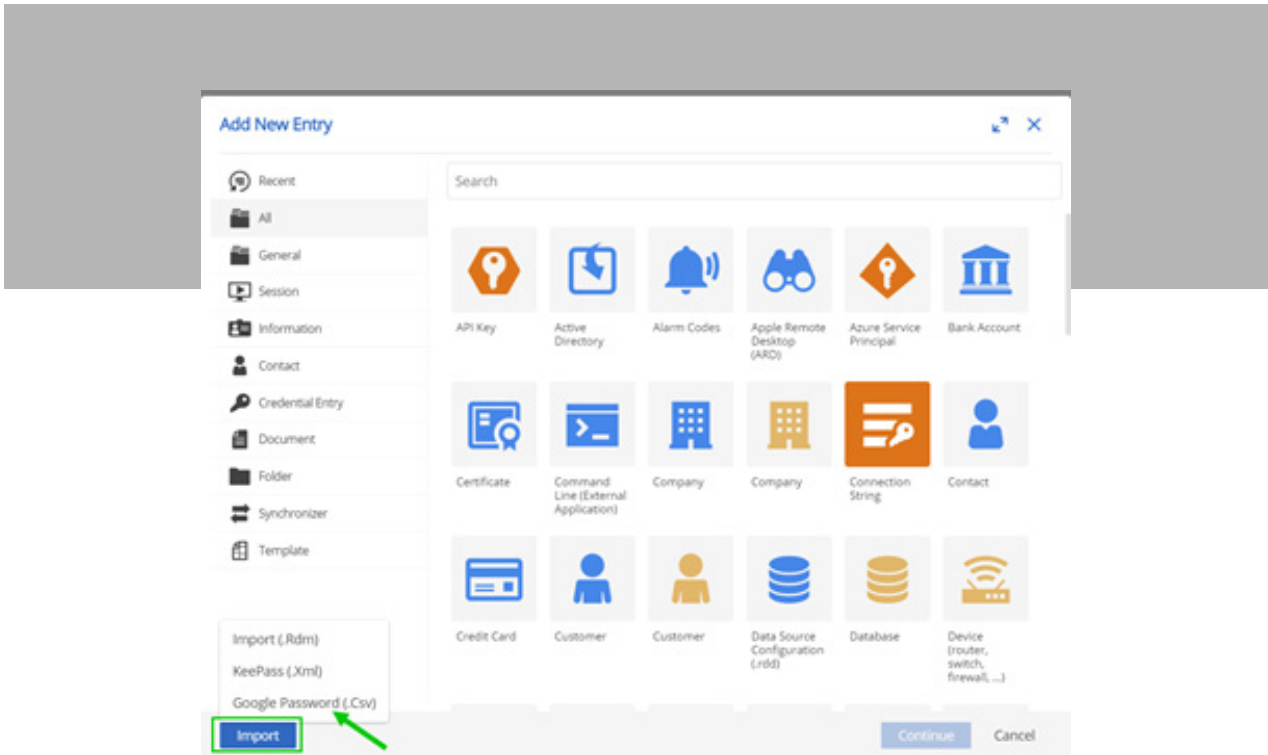 Add New Entry
Recent
All
General
Session
Information
Contact
Credential Entry
Document
Folder
Synchronizer
Template
Import (.Rdm)
KeePass (.Xml)
Google Password (.Csv)
Import
Search
API Key
Active
Directory
Alarm Codes
Apple Remote
Desktop
(ARD)
Azure Service
Principal
Bank Account
Certificate
Command
Line (External
Application)
Company
Company
Connection
String
Contact
Credit Card
Customer
Customer
Data Source
Configuration
(.rdd)
Database
Device
(router,
switch,
firewall, ...)
Continue
Cancel